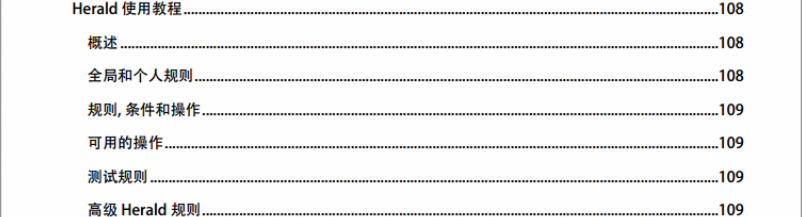 Herald 使用教程........................................................................................................108
概述........................................................................................................108
全局和个人规则........................................................................................................108
规则, 条件和操作........................................................................................................109
可用的操作........................................................................................................109
测试规则........................................................................................................109
高级 Herald 规则........................................................................................................109